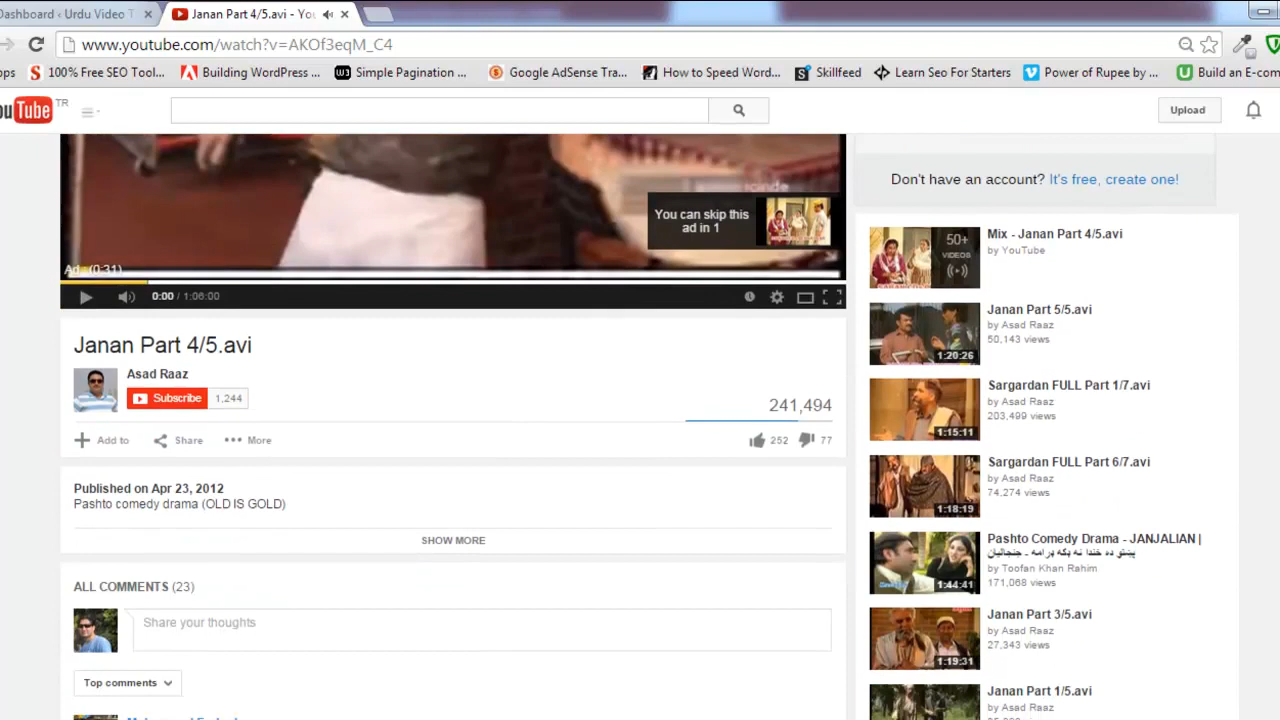 Dashboard ‹ Urdu Video T
Janan Part 4/5.avi - You
www.youtube.com/watch?v=AKOf3eqM_C4
100% Free SEO Tool...
Building WordPress ...
Simple Pagination ...
Google AdSense Tra...
How to Speed Word...
Skillfeed
Learn Seo For Starters
Power of Rupee by ...
Build an E-com
YouTube TR
Upload
Don't have an account? It's free, create one!
You can skip this
ad in 1
Ad (0:31)
0:00 / 1:06:00
Janan Part 4/5.avi
Asad Raaz
Subscribe 1,244
241,494
Add to
Share
More
252
77
Published on Apr 23, 2012
Pashto comedy drama (OLD IS GOLD)
SHOW MORE
ALL COMMENTS (23)
Share your thoughts
Top comments
50+
VIDEOS
Mix - Janan Part 4/5.avi
by YouTube
1:20:26
Janan Part 5/5.avi
by Asad Raaz
50,143 views
1:15:11
Sargardan FULL Part 1/7.avi
by Asad Raaz
203,499 views
1:18:19
Sargardan FULL Part 6/7.avi
by Asad Raaz
74,274 views
1:44:41
Pashto Comedy Drama - JANJALIAN |
پښتو ده خندا نه ډکه ډرامه - جنجالیان
by Toofan Khan Rahim
171,068 views
1:19:31
Janan Part 3/5.avi
by Asad Raaz
27,343 views
Janan Part 1/5.avi
by Asad Raaz